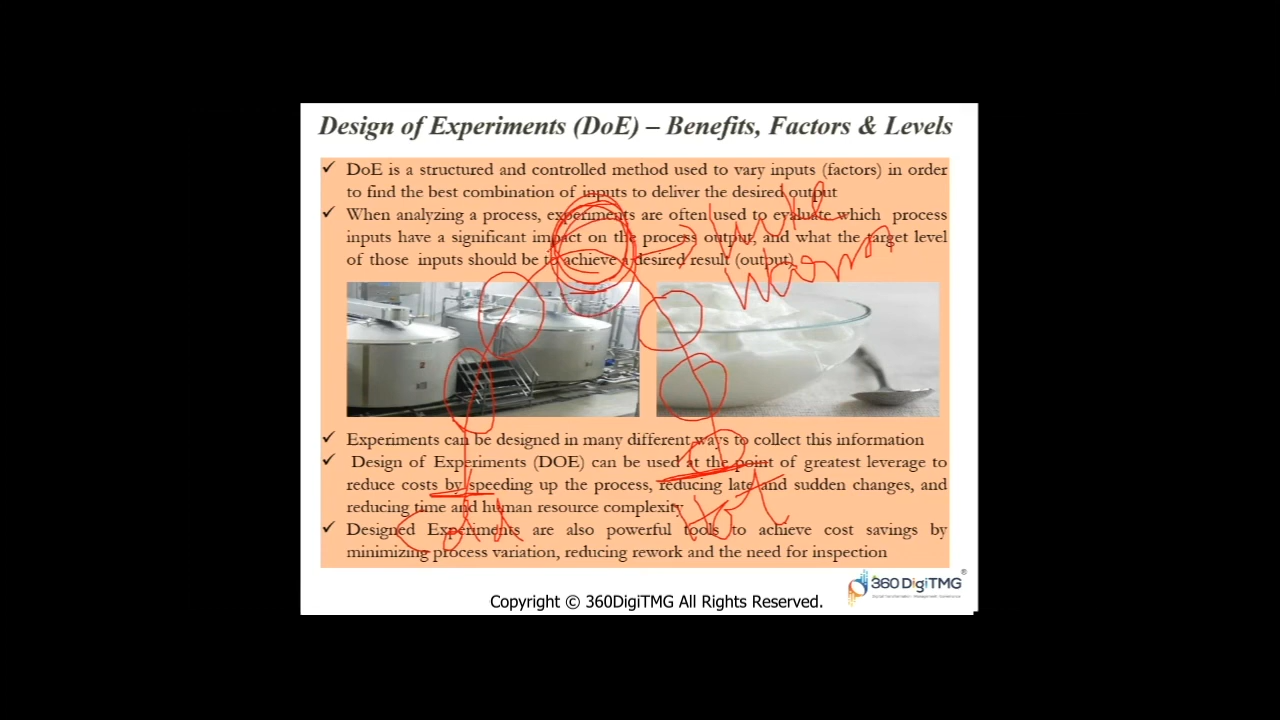 Design of Experiments (DoE) – Benefits, Factors & Levels
✓ DoE is a structured and controlled method used to vary inputs (factors) in order
to find the best combination of inputs to deliver the desired output
✓ When analyzing a process, experiments are often used to evaluate which process
inputs have a significant impact on the process output, and what the target level
of those inputs should be to achieve a desired result (output)
Luke
Warm
✓ Experiments can be designed in many different ways to collect this information
✓ Design of Experiments (DOE) can be used at the point of greatest leverage to
reduce costs by speeding up the process, reducing late and sudden changes, and
reducing time and human resource complexity
Cold
Hot
✓ Designed Experiments are also powerful tools to achieve cost savings by
minimizing process variation, reducing rework and the need for inspection
360DigiTMG®
Copyright © 360DigiTMG All Rights Reserved.